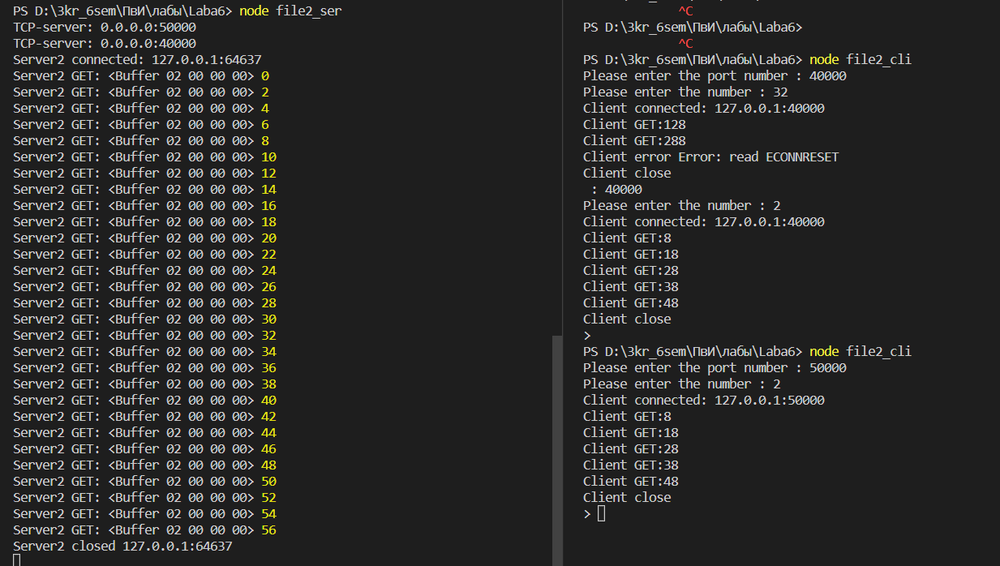 PS D:\3kr_6sem\ПвИ\лабы\Laba6> node file2_ser
TCP-server: 0.0.0.0:50000
TCP-server: 0.0.0.0:40000
Server2 connected: 127.0.0.1:64637
Server2 GET: <Buffer 02 00 00 00> 0
Server2 GET: <Buffer 02 00 00 00> 2
Server2 GET: <Buffer 02 00 00 00> 4
Server2 GET: <Buffer 02 00 00 00> 6
Server2 GET: <Buffer 02 00 00 00> 8
Server2 GET: <Buffer 02 00 00 00> 10
Server2 GET: <Buffer 02 00 00 00> 12
Server2 GET: <Buffer 02 00 00 00> 14
Server2 GET: <Buffer 02 00 00 00> 16
Server2 GET: <Buffer 02 00 00 00> 18
Server2 GET: <Buffer 02 00 00 00> 20
Server2 GET: <Buffer 02 00 00 00> 22
Server2 GET: <Buffer 02 00 00 00> 24
Server2 GET: <Buffer 02 00 00 00> 26
Server2 GET: <Buffer 02 00 00 00> 28
Server2 GET: <Buffer 02 00 00 00> 30
Server2 GET: <Buffer 02 00 00 00> 32
Server2 GET: <Buffer 02 00 00 00> 34
Server2 GET: <Buffer 02 00 00 00> 36
Server2 GET: <Buffer 02 00 00 00> 38
Server2 GET: <Buffer 02 00 00 00> 40
Server2 GET: <Buffer 02 00 00 00> 42
Server2 GET: <Buffer 02 00 00 00> 44
Server2 GET: <Buffer 02 00 00 00> 46
Server2 GET: <Buffer 02 00 00 00> 48
Server2 GET: <Buffer 02 00 00 00> 50
Server2 GET: <Buffer 02 00 00 00> 52
Server2 GET: <Buffer 02 00 00 00> 54
Server2 GET: <Buffer 02 00 00 00> 56
Server2 closed 127.0.0.1:64637
^C
PS D:\3kr_6sem\ПвИ\лабы\Laba6>
^C
PS D:\3kr_6sem\ПвИ\лабы\Laba6> node file2_cli
Please enter the port number : 40000
Please enter the number : 32
Client connected: 127.0.0.1:40000
Client GET:128
Client GET:288
Client error Error: read ECONNRESET
Client close
: 40000
Please enter the number : 2
Client connected: 127.0.0.1:40000
Client GET:8
Client GET:18
Client GET:28
Client GET:38
Client GET:48
Client close
>
PS D:\3kr_6sem\ПвИ\лабы\Laba6> node file2_cli
Please enter the port number : 50000
Please enter the number : 2
Client connected: 127.0.0.1:50000
Client GET:8
Client GET:18
Client GET:28
Client GET:38
Client GET:48
Client close
>